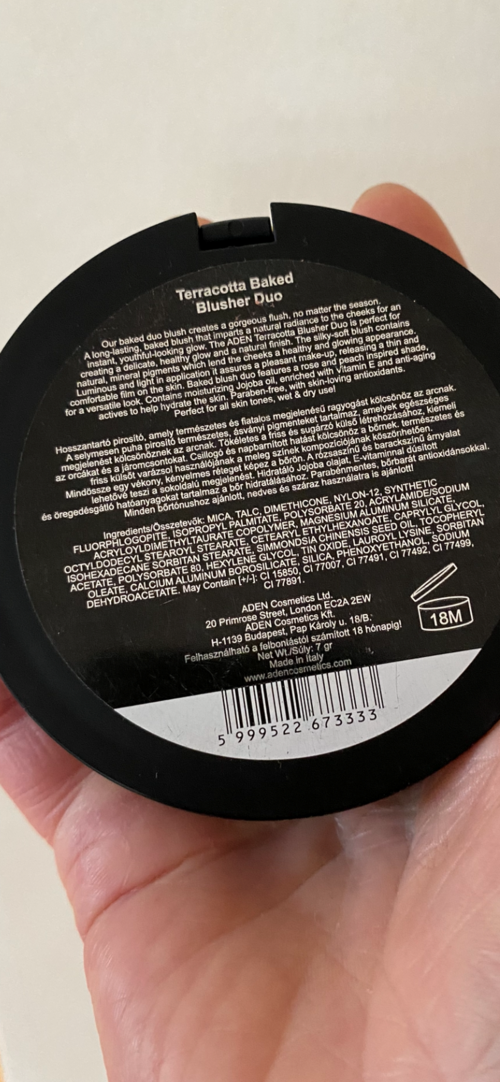 Terracotta Baked
Blusher Duo
Our baked duo blush creates a gorgeous flush, no matter the season.
A long-lasting, baked blush that imparts a natural radiance to the cheeks for an
instant, youthful-looking glow. The ADEN Terracotta Blusher Duo is perfect for
creating a delicate, healthy glow and a natural finish. The silky-soft blush contains
natural, mineral pigments which lend the cheeks a healthy and glowing appearance.
Luminous and light in application it assures a pleasant make-up, releasing a thin and
comfortable film on the skin. Baked blush duo features a rose and peach inspired shade,
for a versatile look. Contains moisturizing Jojoba oil, enriched with Vitamin E and anti-aging
actives to help hydrate the skin. Paraben-free, with skin-loving antioxidants.
Perfect for all skin tones, wet & dry use!
Hosszantartó pirosító, amely természetes és fiatalos megjelenésű ragyogást kölcsönöz az arcnak.
A selymesen puha pirosító természetes, ásványi pigmenteket tartalmaz, amelyek egészséges
megjelenést kölcsönöznek az arcnak. Tökéletes a friss és sugárzó külső létrehozásához, kiemeli
az orcákat és a járomcsontokat. Csillogó és napbarnított hatást kölcsönöz a bőrnek, természetes és
friss külsőt varázsol használójának a meleg színek kompozíciójának köszönhetően.
Mindössze egy vékony, kényelmes réteget képez a bőrön. A rózsaszínű és barackszínű árnyalat
lehetővé teszi a sokoldalú megjelenést. Hidratáló Jojoba olajat, E-vitaminnal dúsított
és öregedésgátló hatóanyagokat tartalmaz a bőr hidratálásához. Parabénmentes, bőrbarát antioxidánsokkal.
Minden bőrtónushoz ajánlott, nedves és száraz használatra is ajánlott!
Ingredients/Összetevők: MICA, TALC, DIMETHICONE, NYLON-12, SYNTHETIC
FLUORPHLOGOPITE, ISOPROPYL PALMITATE, POLYSORBATE 20, ACRYLAMIDE/SODIUM
ACRYLOYLDIMETHYLTAURATE COPOLYMER, MAGNESIUM ALUMINUM SILICATE,
OCTYLDODECYL STEAROYL STEARATE, CETEARYL ETHYLHEXANOATE, CAPRYLYL GLYCOL,
ISOHEXADECANE SORBITAN STEARATE, SIMMONDSIA CHINENSIS SEED OIL, TOCOPHERYL
ACETATE, POLYSORBATE 80, HEXYLENE GLYCOL, TIN OXIDE, LAUROYL LYSINE, SORBITAN
OLEATE, CALCIUM ALUMINUM BOROSILICATE, SILICA, PHENOXYETHANOL, SODIUM
DEHYDROACETATE. May Contain [+/-]: CI 15850, CI 77007, CI 77491, CI 77492, CI 77499,
CI 77891.
ADEN Cosmetics Ltd.
20 Primrose Street, London EC2A 2EW
ADEN Cosmetics Kft.
H-1139 Budapest, Pap Károly u. 18/B.
Felhasználható a felbontástól számított 18 hónapig!
Net Wt./Súly: 7 gr
Made in Italy
www.adencosmetics.com
18M
5 999522 673333